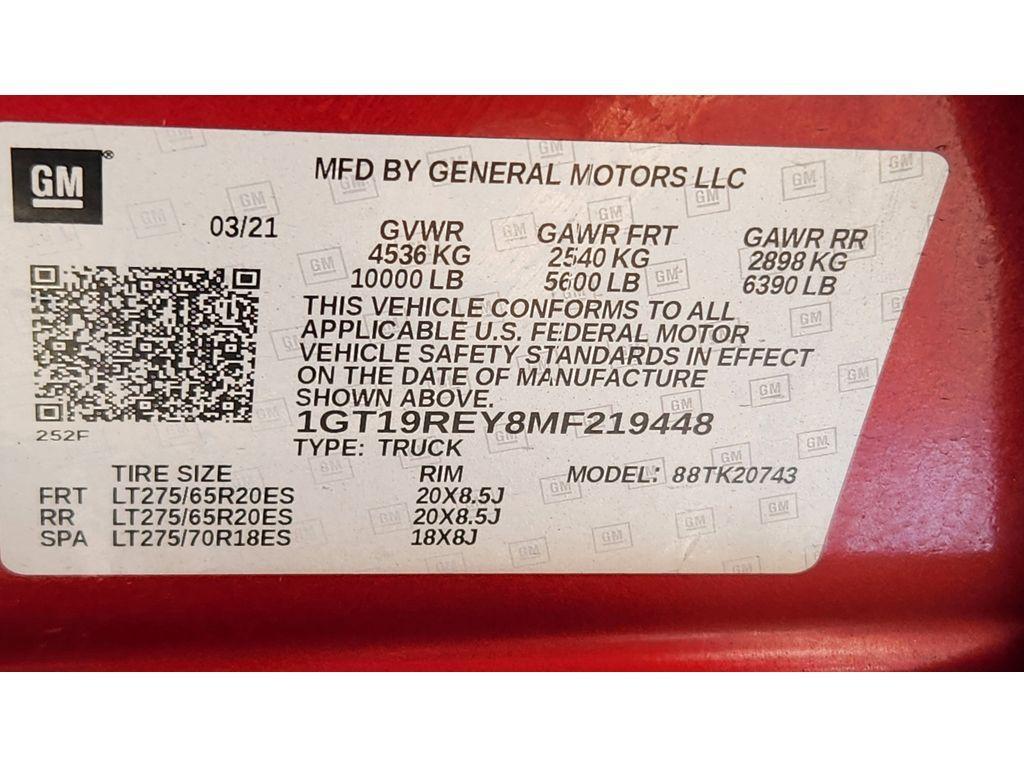 GM®
MFD BY GENERAL MOTORS LLC
03/21
GVWR GAWR FRT GAWR RR
4536 KG 2540 KG 2898 KG
10000 LB 5600 LB 6390 LB
THIS VEHICLE CONFORMS TO ALL
APPLICABLE U.S. FEDERAL MOTOR
VEHICLE SAFETY STANDARDS IN EFFECT
ON THE DATE OF MANUFACTURE
SHOWN ABOVE.
1GT19REY8MF219448
252F
TYPE: TRUCK
TIRE SIZE RIM MODEL: 88TK20743
FRT LT275/65R20ES 20X8.5J
RR LT275/65R20ES 20X8.5J
SPA LT275/70R18ES 18X8J